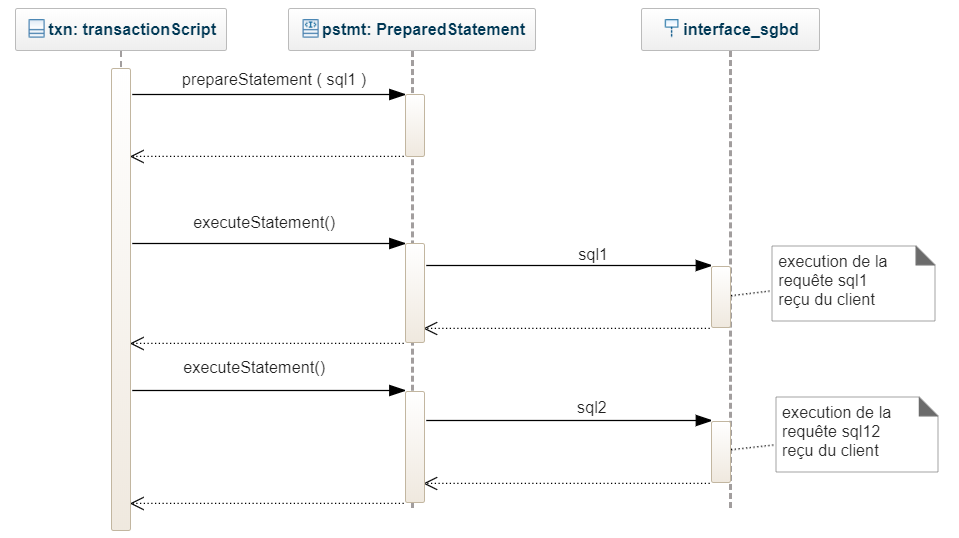 txn: transactionScript
pstmt: PreparedStatement
interface_sgbd
prepareStatement ( sql1 )
executeStatement()
sql1
execution de la
requête sql1
reçu du client
executeStatement()
sql2
execution de la
requête sql12
reçu du client